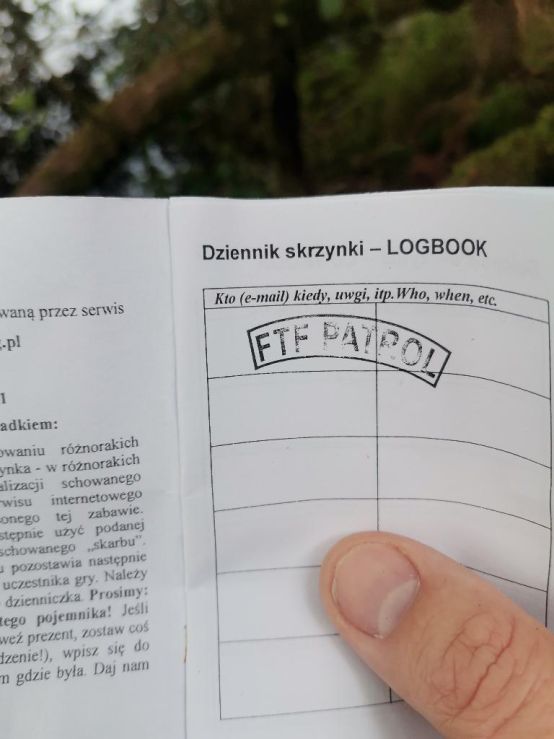 waną przez serwis
.pl
1
adkiem:
owaniu różnorakich
ynka - w różnorakich
alizacji schowanego
rwisu internetowego
onego tej zabawie.
stępnie użyć podanej
schowanego „skarbu”.
u pozostawia następnie
uczestnika gry. Należy
dzienniczka. Prosimy:
tego pojemnika! Jeśli
weź prezent, zostaw coś
dzenie!), wpisz się do
m gdzie była. Daj nam
Dziennik skrzynki – LOGBOOK
Kto (e-mail) kiedy, uwgi, itp.Who, when, etc.
FTF PATROL